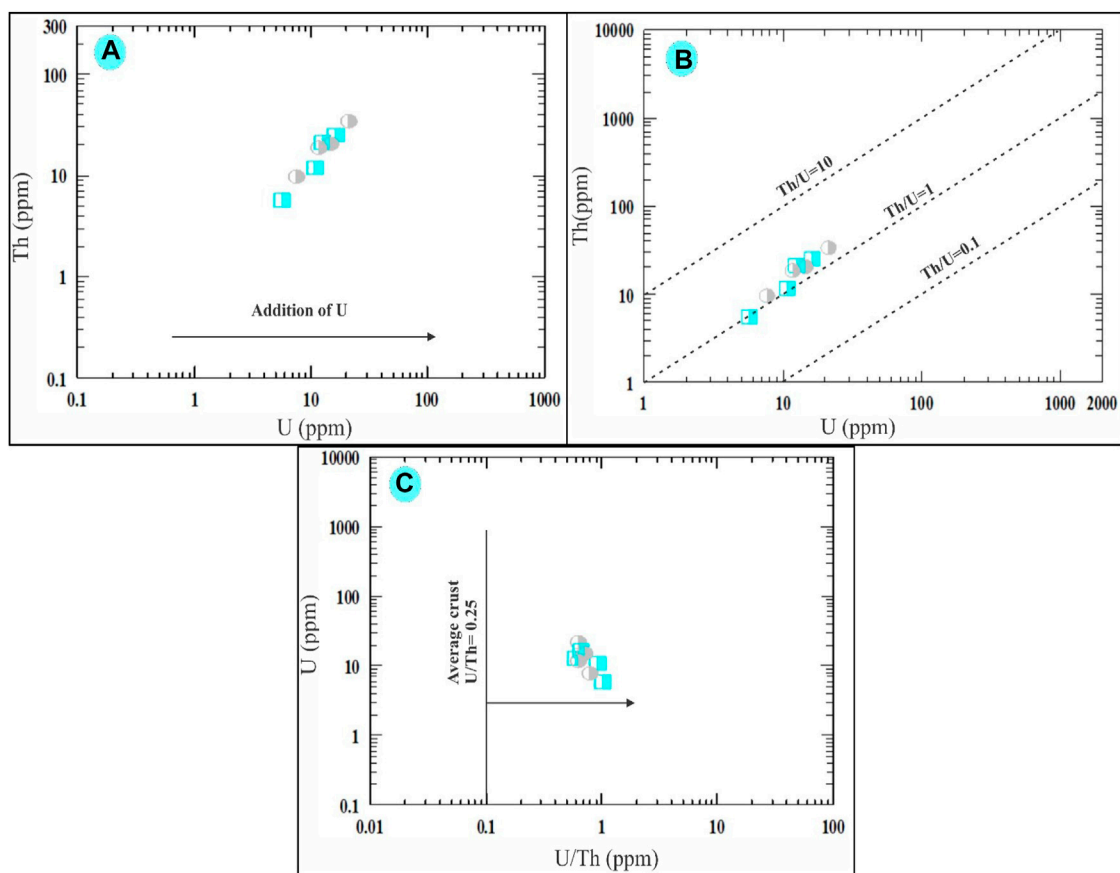 A
300
100
10
1
0.1
Th (ppm)
Addition of U
0.1
1
10
100
1000
U (ppm)
B
10000
1000
100
10
1
Th(ppm)
Th/U=10
Th/U=1
Th/U=0.1
1
10
100
1000
2000
U (ppm)
C
10000
1000
100
10
1
0.1
U (ppm)
Average crust
U/Th= 0.25
0.01
0.1
1
10
100
U/Th (ppm)